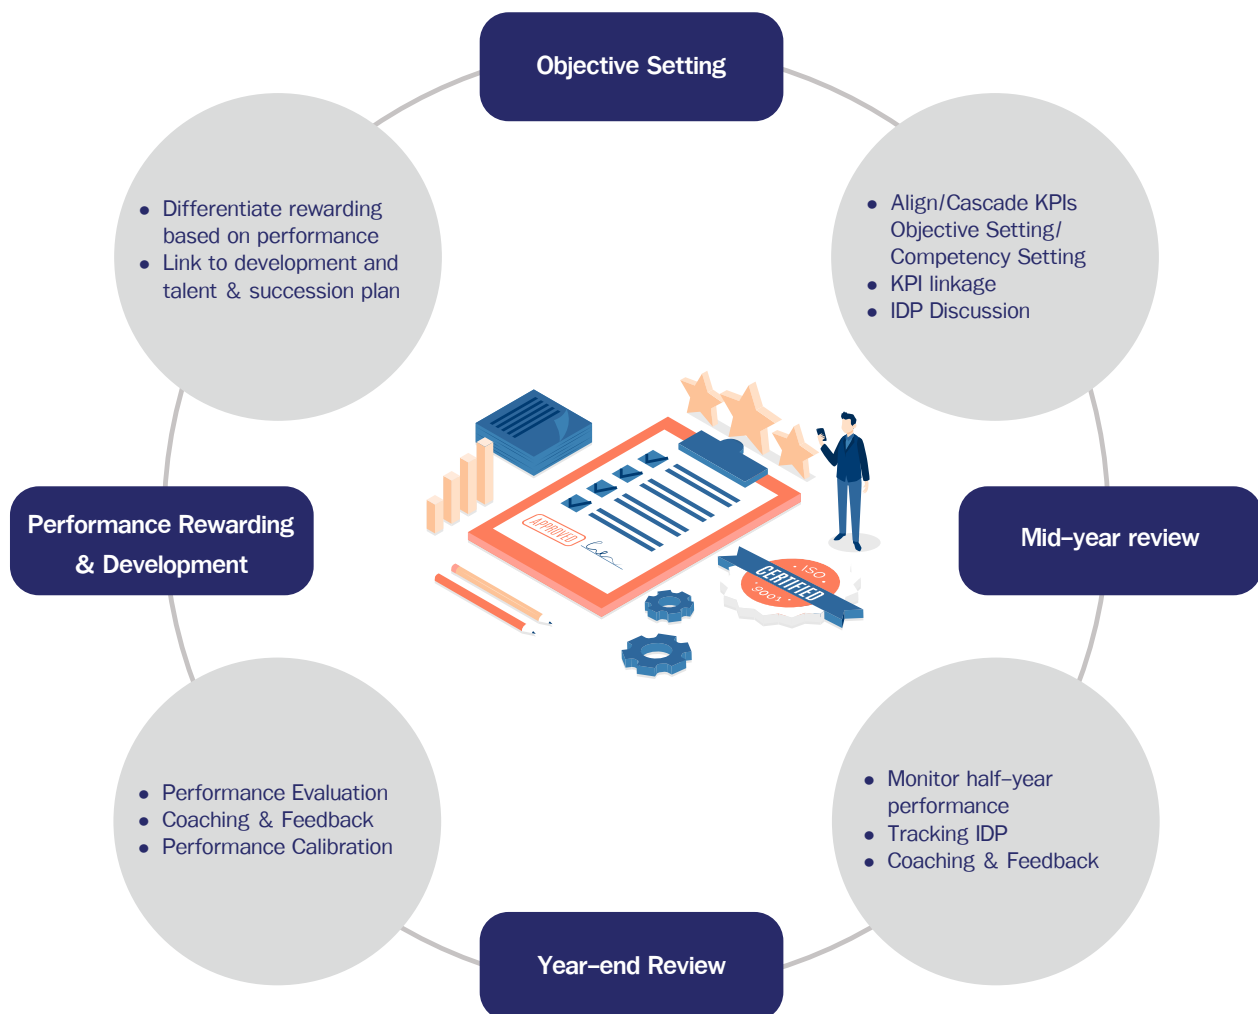 Objective Setting
● Differentiate rewarding
based on performance
● Link to development and
talent & succession plan
● Align/Cascade KPIs
Objective Setting/
Competency Setting
● KPI linkage
● IDP Discussion
Performance Rewarding
& Development
APPROVED
ISO
CERTIFIED
9001
Mid-year review
● Performance Evaluation
● Coaching & Feedback
● Performance Calibration
● Monitor half-year
performance
● Tracking IDP
● Coaching & Feedback
Year-end Review